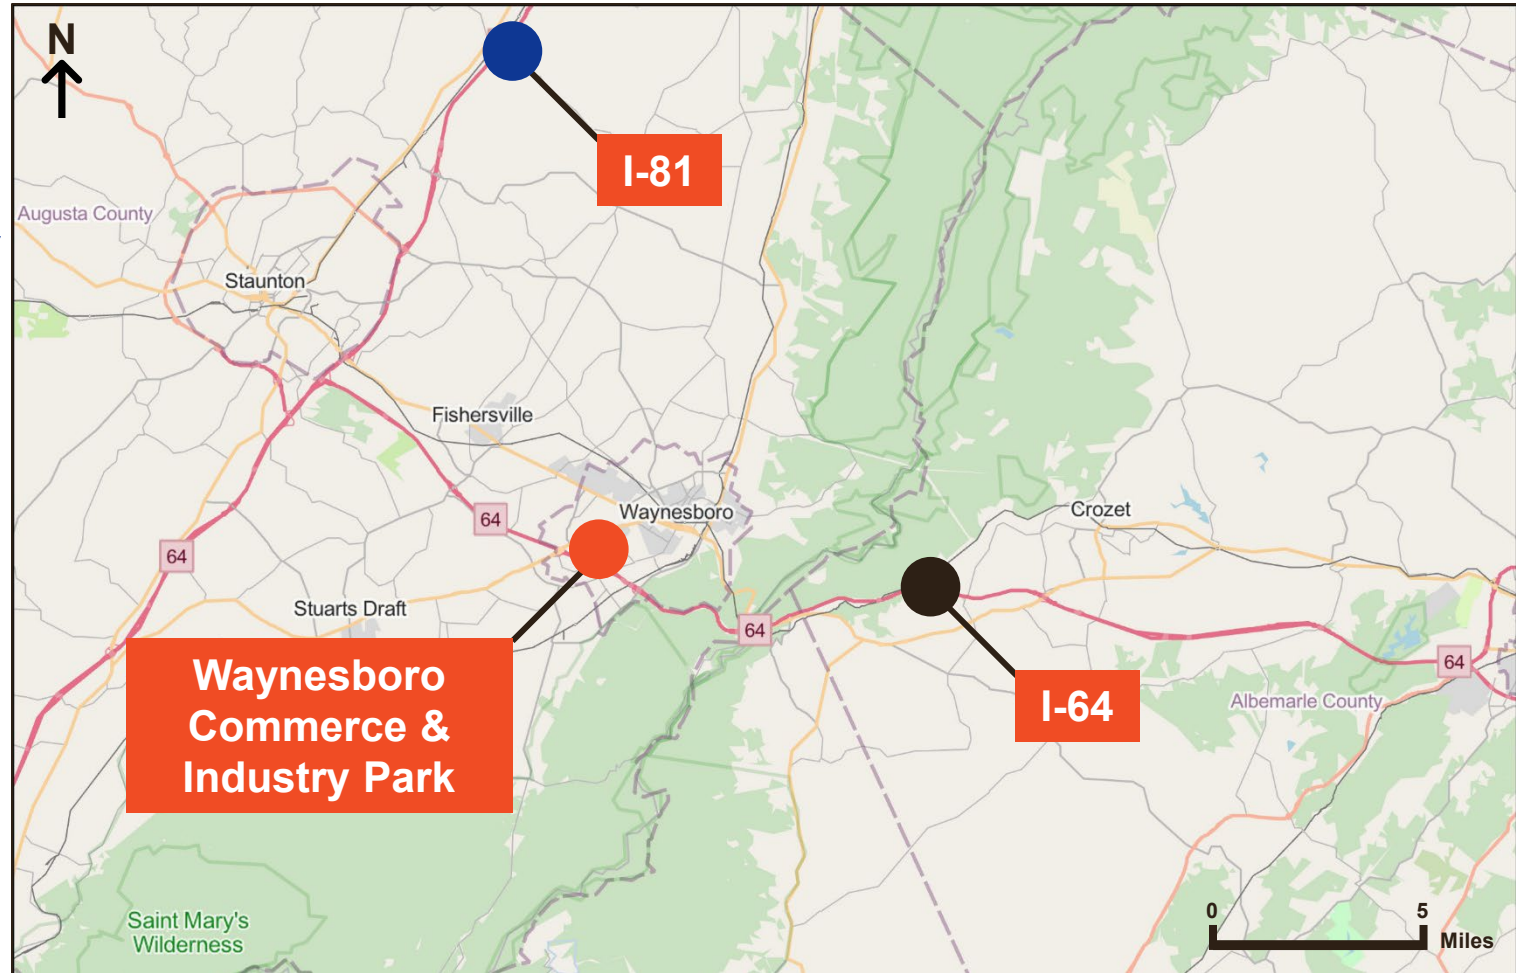 N
I-81
Augusta County
Staunton
Fishersville
Waynesboro
Crozet
64
64
Stuarts Draft
64
64
Waynesboro
Commerce &
Industry Park
I-64
Albemarle County
Saint Mary's
Wilderness
0 5
Miles